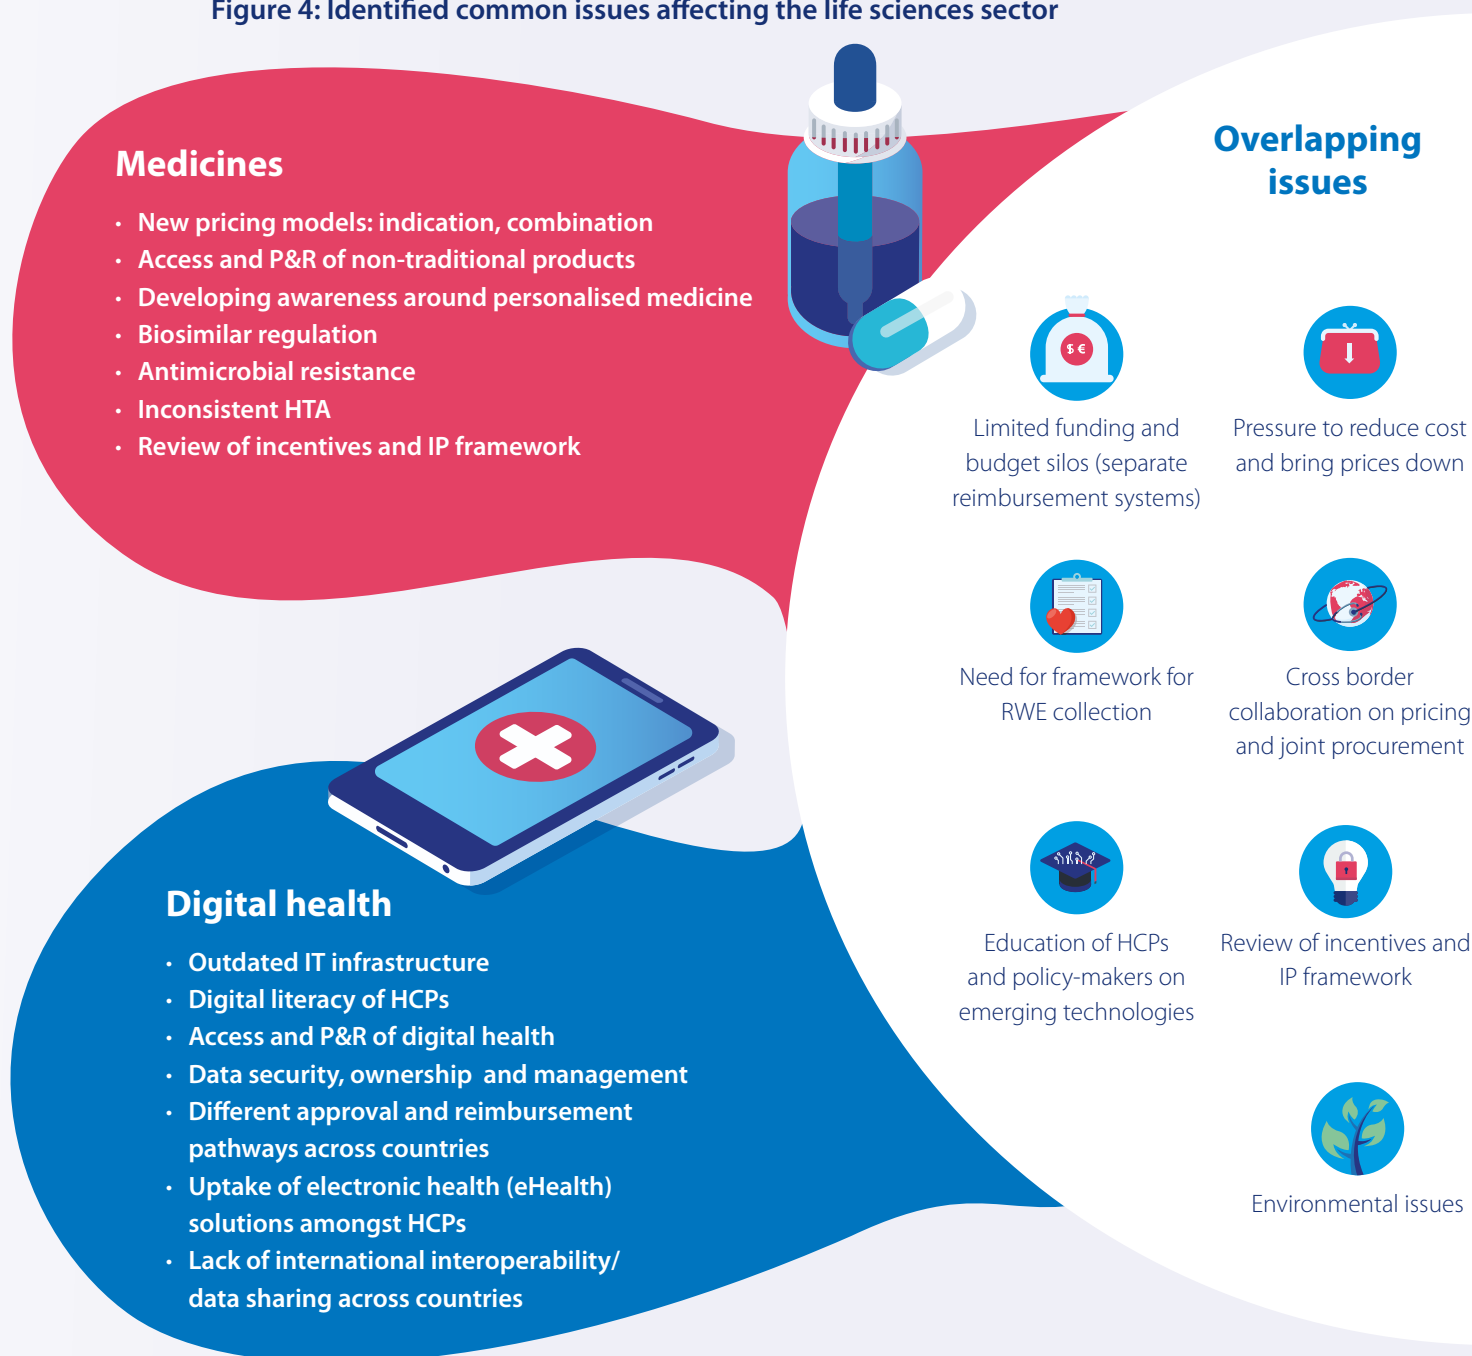 Figure 4: Identified common issues affecting the life sciences sector
Medicines
• New pricing models: indication, combination
• Access and P&R of non-traditional products
• Developing awareness around personalised medicine
• Biosimilar regulation
• Antimicrobial resistance
• Inconsistent HTA
• Review of incentives and IP framework
Digital health
• Outdated IT infrastructure
• Digital literacy of HCPs
• Access and P&R of digital health
• Data security, ownership and management
• Different approval and reimbursement
pathways across countries
• Uptake of electronic health (eHealth)
solutions amongst HCPs
• Lack of international interoperability/
data sharing across countries
Overlapping
issues
$ €
Limited funding and
budget silos (separate
reimbursement systems)
Pressure to reduce cost
and bring prices down
Need for framework for
RWE collection
Cross border
collaboration on pricing
and joint procurement
Education of HCPs
and policy-makers on
emerging technologies
Review of incentives and
IP framework
Environmental issues